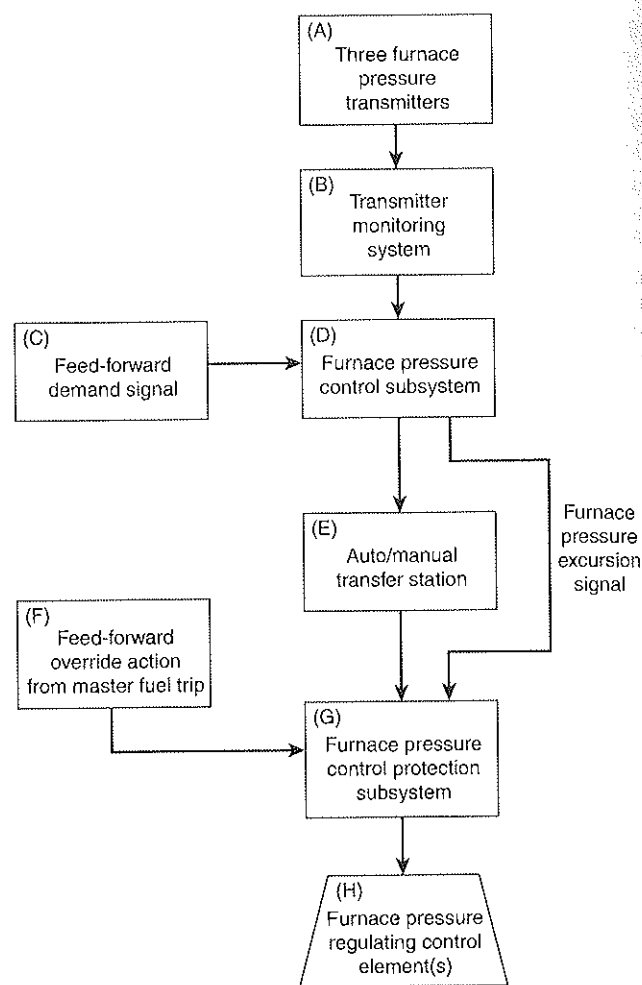 (A)
Three furnace
pressure
transmitters
(B)
Transmitter
monitoring
system
(C)
Feed-forward
demand signal
(D)
Furnace pressure
control subsystem
(E)
Auto/manual
transfer station
Furnace
pressure
excursion
signal
(F)
Feed-forward
override action
from master fuel trip
(G)
Furnace pressure
control protection
subsystem
(H)
Furnace pressure
regulating control
element(s)